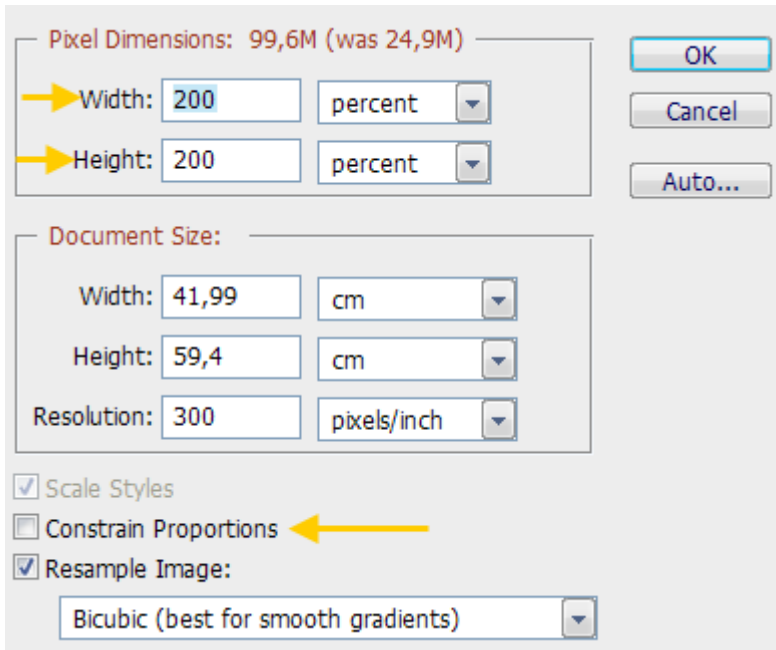 Pixel Dimensions: 99,6M (was 24,9M)
OK
Width: 200 percent
Cancel
Height: 200 percent
Auto...
Document Size:
Width: 41,99 cm
Height: 59,4 cm
Resolution: 300 pixels/inch
Scale Styles
Constrain Proportions
Resample Image:
Bicubic (best for smooth gradients)